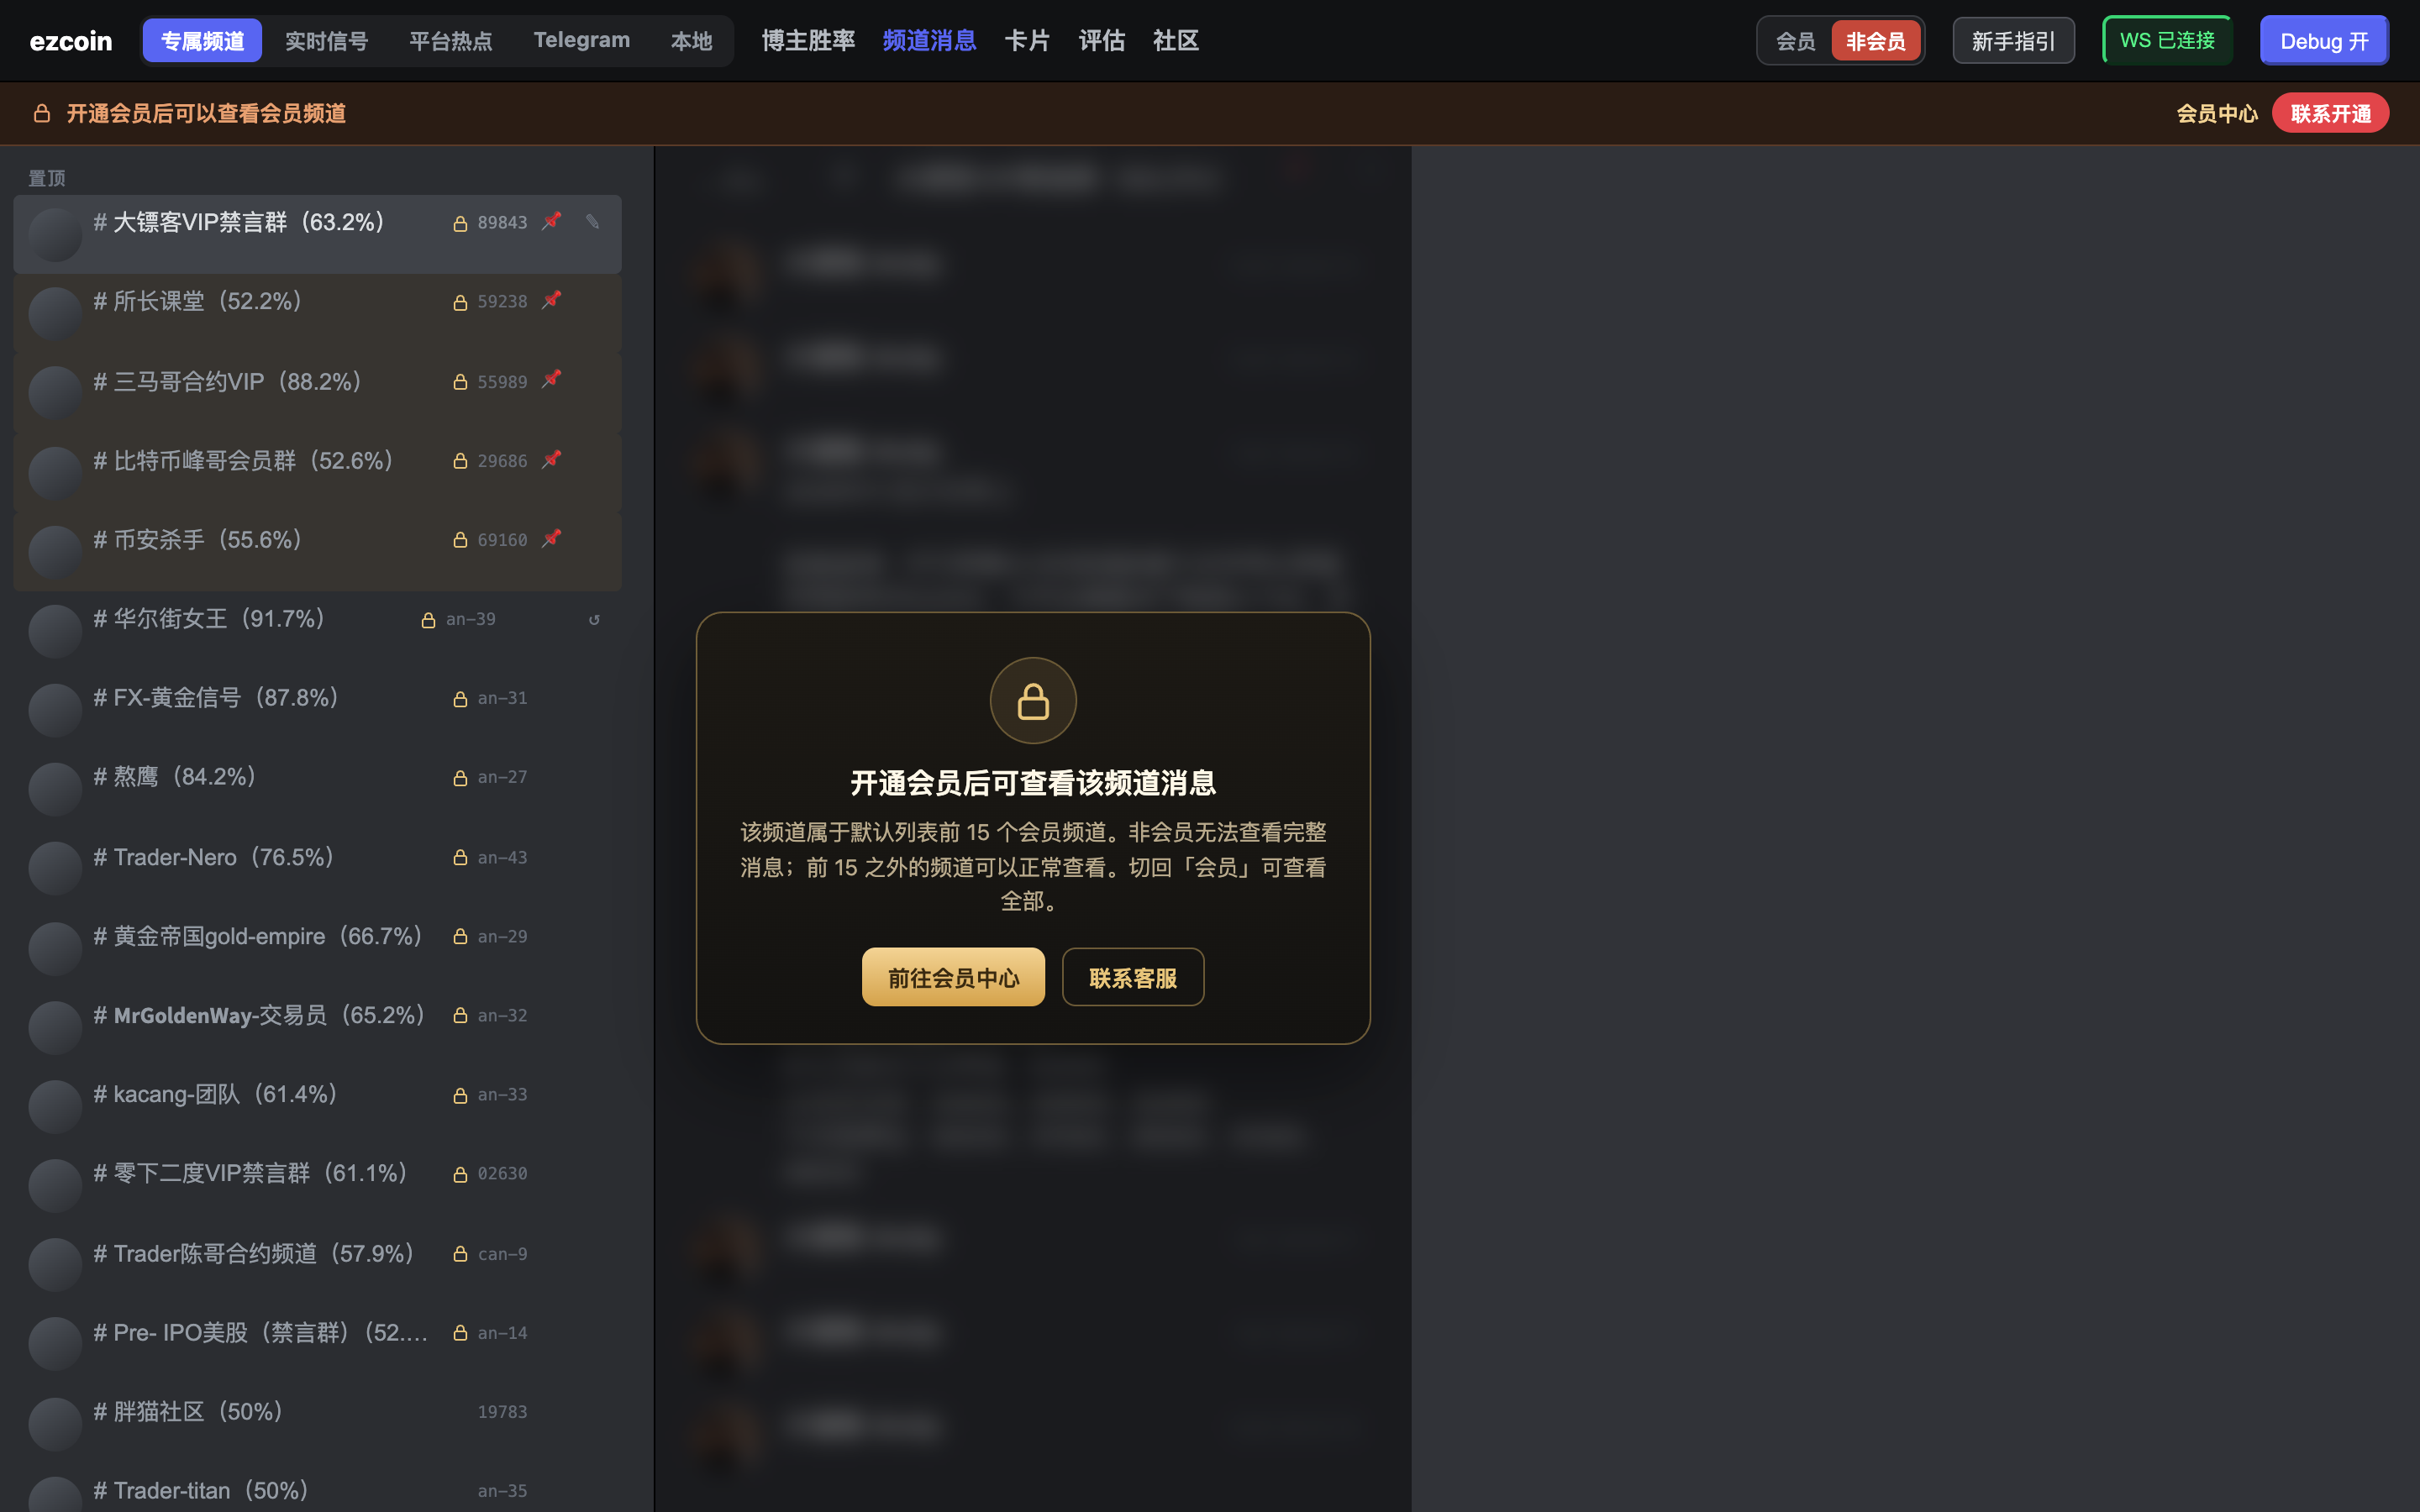 ezcoin 专属频道 实时信号 平台热点 Telegram 本地 博主胜率 频道消息 卡片 评估 社区 会员 非会员 新手指引 WS 已连接 Debug 开
开通会员后可以查看会员频道 会员中心 联系开通
置顶
# 大镖客VIP禁言群（63.2%） 89843
# 所长课堂（52.2%） 59238
# 三马哥合约VIP（88.2%） 55989
# 比特币峰哥会员群（52.6%） 29686
# 币安杀手（55.6%） 69160
# 华尔街女王（91.7%） an-39
# FX-黄金信号（87.8%） an-31
# 熬鹰（84.2%） an-27
# Trader-Nero（76.5%） an-43
# 黄金帝国gold-empire（66.7%） an-29
# MrGoldenWay-交易员（65.2%） an-32
# kacang-团队（61.4%） an-33
# 零下二度VIP禁言群（61.1%） 02630
# Trader陈哥合约频道（57.9%） can-9
# Pre- IPO美股（禁言群）（52.… an-14
# 胖猫社区（50%） 19783
# Trader-titan（50%） an-35
开通会员后可查看该频道消息
该频道属于默认列表前 15 个会员频道。非会员无法查看完整
消息；前 15 之外的频道可以正常查看。切回「会员」可查看
全部。
前往会员中心 联系客服